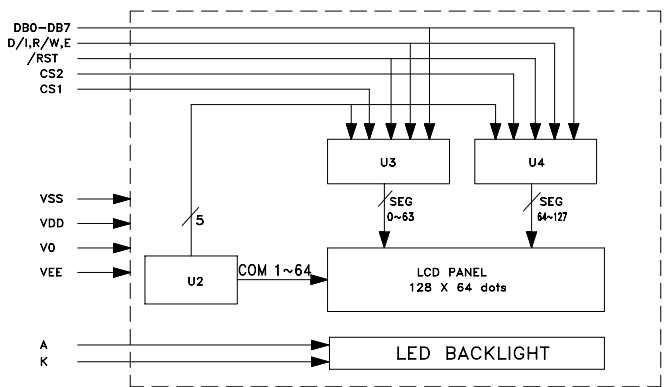 DB0-DB7
D/I,R/W,E
/RST
CS2
CS1
U3
U4
VSS
VDD
V0
VEE
5
SEG
0~63
SEG
64~127
U2
COM 1~64
LCD PANEL
128 X 64 dots
A
K
LED BACKLIGHT